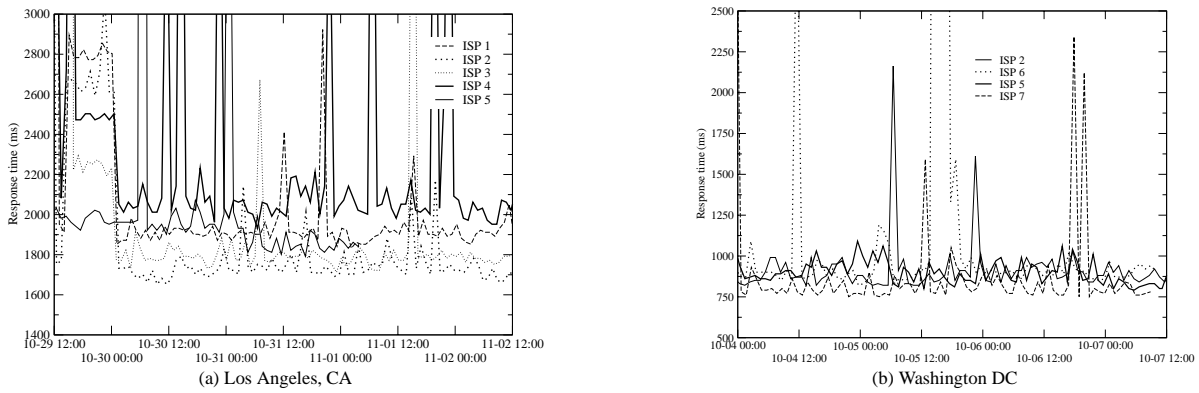 3000
2800
2600
2400
2200
2000
1800
1600
1400
Response time (ms)
ISP 1
ISP 2
ISP 3
ISP 4
ISP 5
10-29 12:00
10-30 00:00
10-30 12:00
10-31 00:00
10-31 12:00
11-01 00:00
11-01 12:00
11-02 00:00
11-02 12:00
(a) Los Angeles, CA
2500
2250
2000
1750
1500
1250
1000
750
500
Response time (ms)
ISP 2
ISP 6
ISP 5
ISP 7
10-04 00:00
10-04 12:00
10-05 00:00
10-05 12:00
10-06 00:00
10-06 12:00
10-07 00:00
10-07 12:00
(b) Washington DC